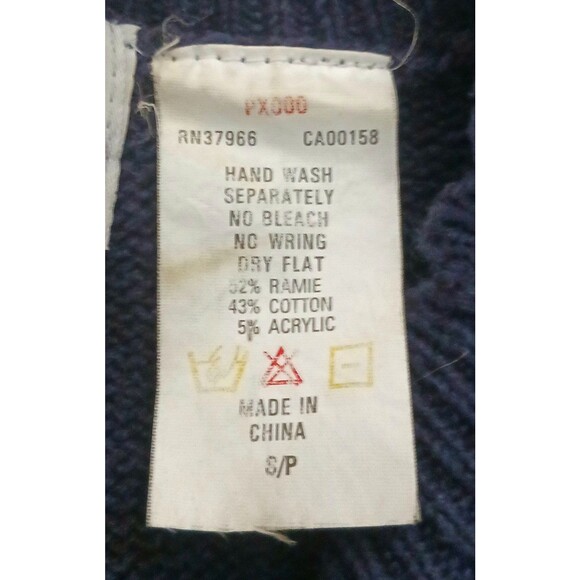 PX000
RN37966 CA00158
HAND WASH
SEPARATELY
NO BLEACH
NO WRING
DRY FLAT
52% RAMIE
43% COTTON
5% ACRYLIC
MADE IN
CHINA
S/P